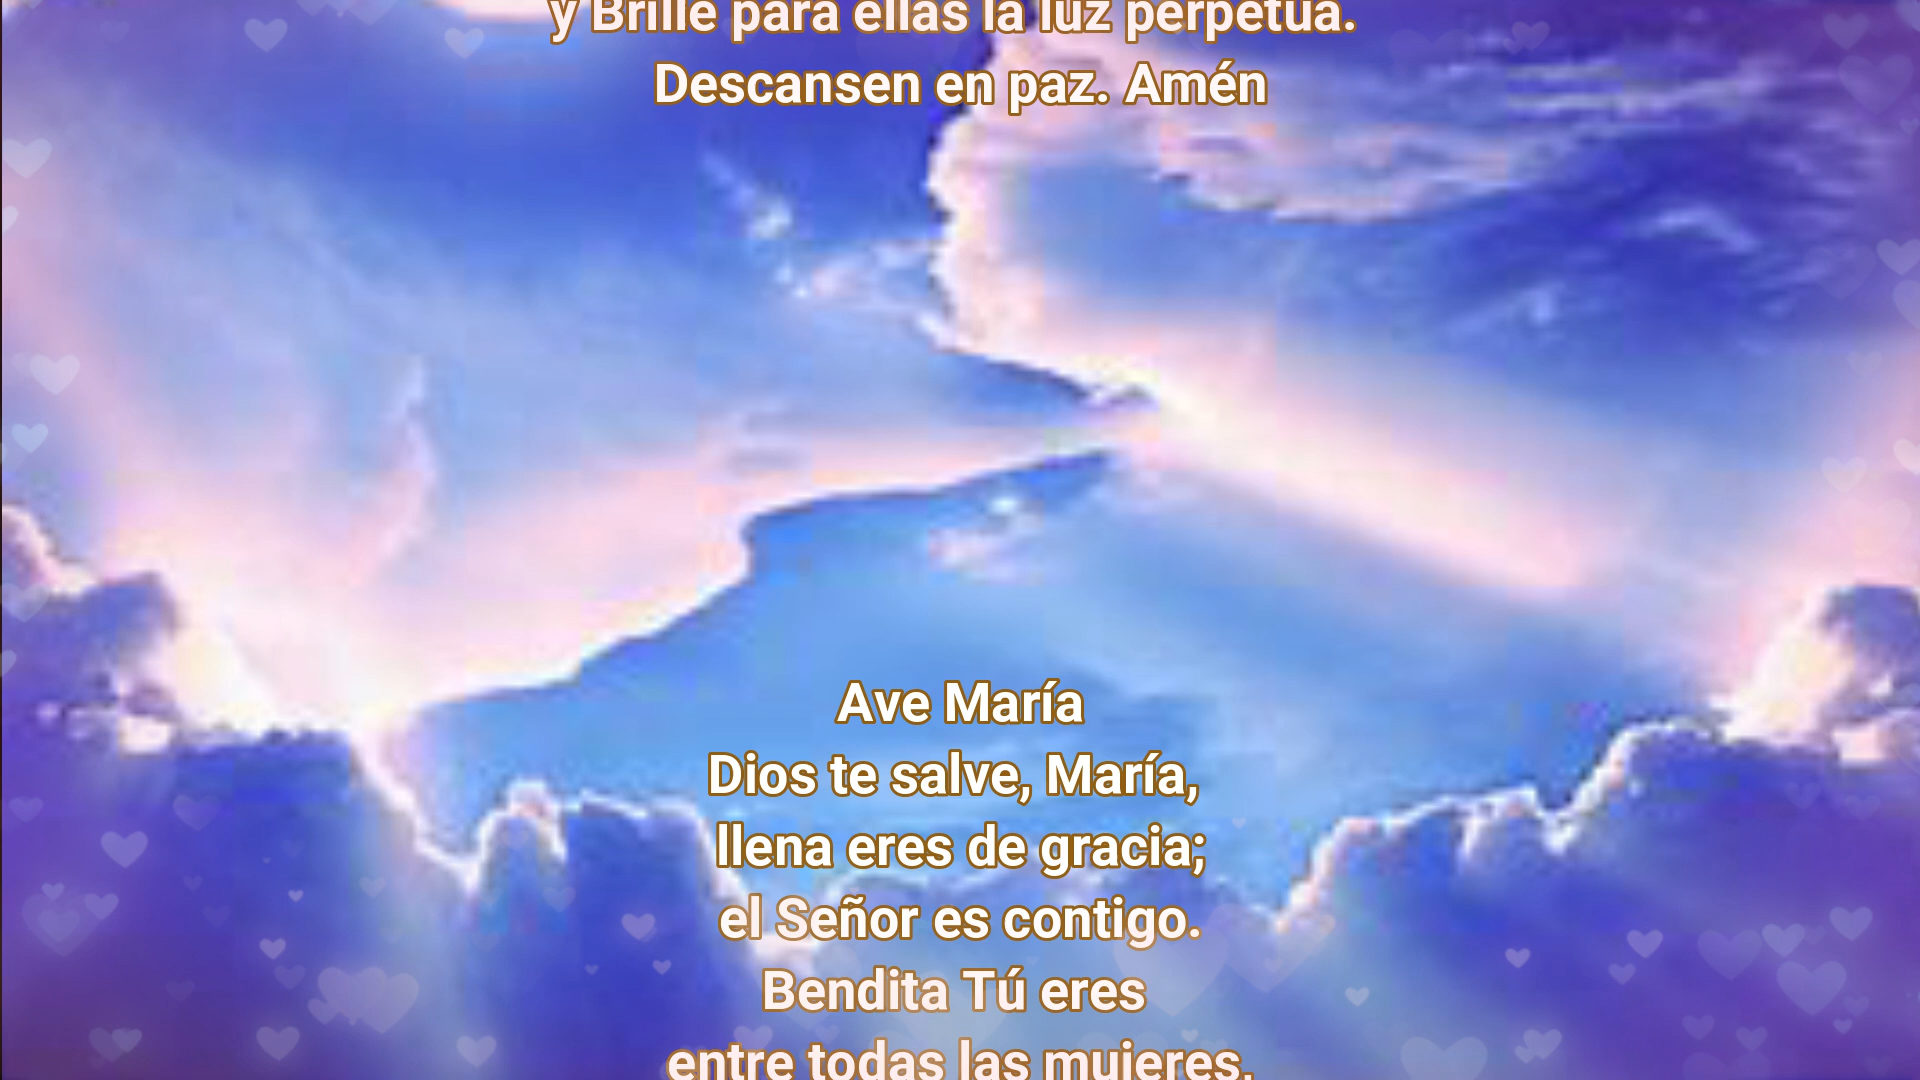 y Brille para ellas la luz perpetua.
Descansen en paz. Amén
Ave María
Dios te salve, María,
llena eres de gracia;
el Señor es contigo.
Bendita Tú eres
entre todas las mujeres,